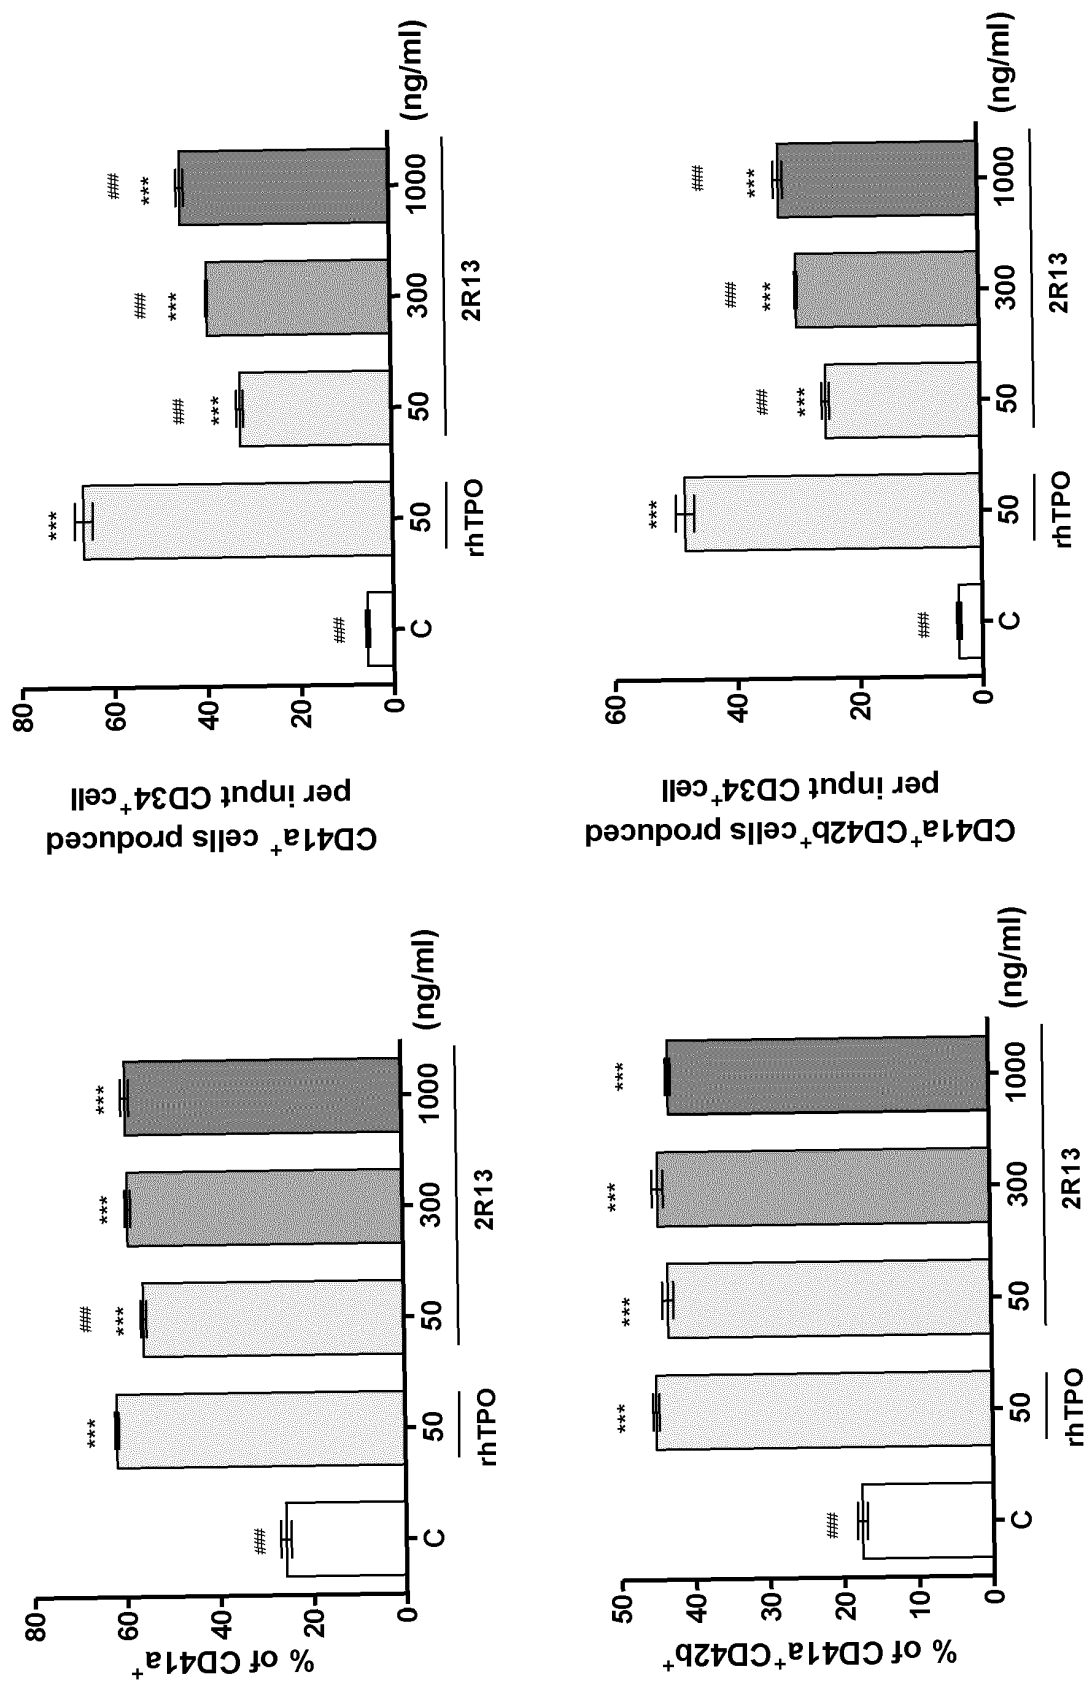 % of CD41a+
80
60
40
20
0
###
***
###
***
***
***
C
50
50
300
1000
(ng/ml)
rhTPO
2R13
CD41a+ cells produced
per input CD34+cell
80
60
40
20
0
###
***
###
***
###
***
###
***
C
50
50
300
1000
(ng/ml)
rhTPO
2R13
% of CD41a+CD42b+
50
40
30
20
10
0
###
***
***
***
***
C
50
50
300
1000
(ng/ml)
rhTPO
2R13
CD41a+CD42b+cells produced
per input CD34+cell
60
40
20
0
###
***
###
***
###
***
###
***
C
50
50
300
1000
(ng/ml)
rhTPO
2R13